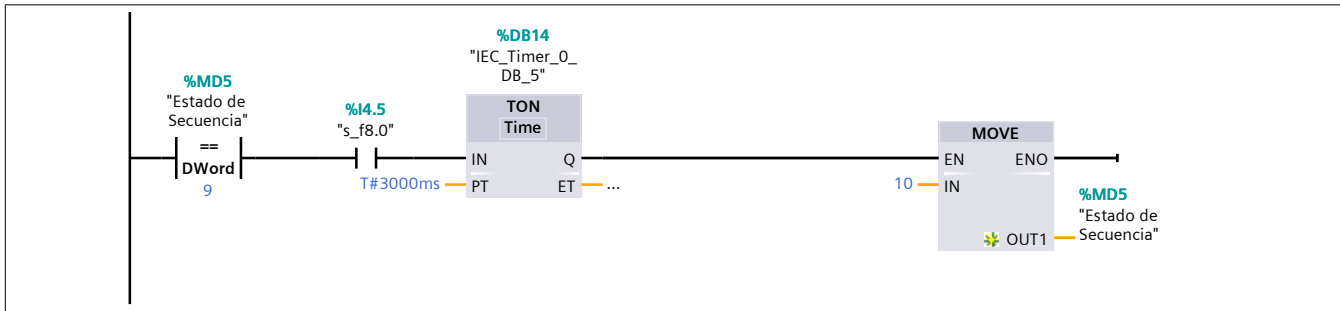 %DB14
"IEC_Timer_0_
DB_5"
%MD5
"Estado de
Secuencia"
==
DWord
9
%I4.5
"s_f8.0"
TON
Time
IN Q
T#3000ms PT ET ...
MOVE
EN ENO
10 IN
OUT1
%MD5
"Estado de
Secuencia"